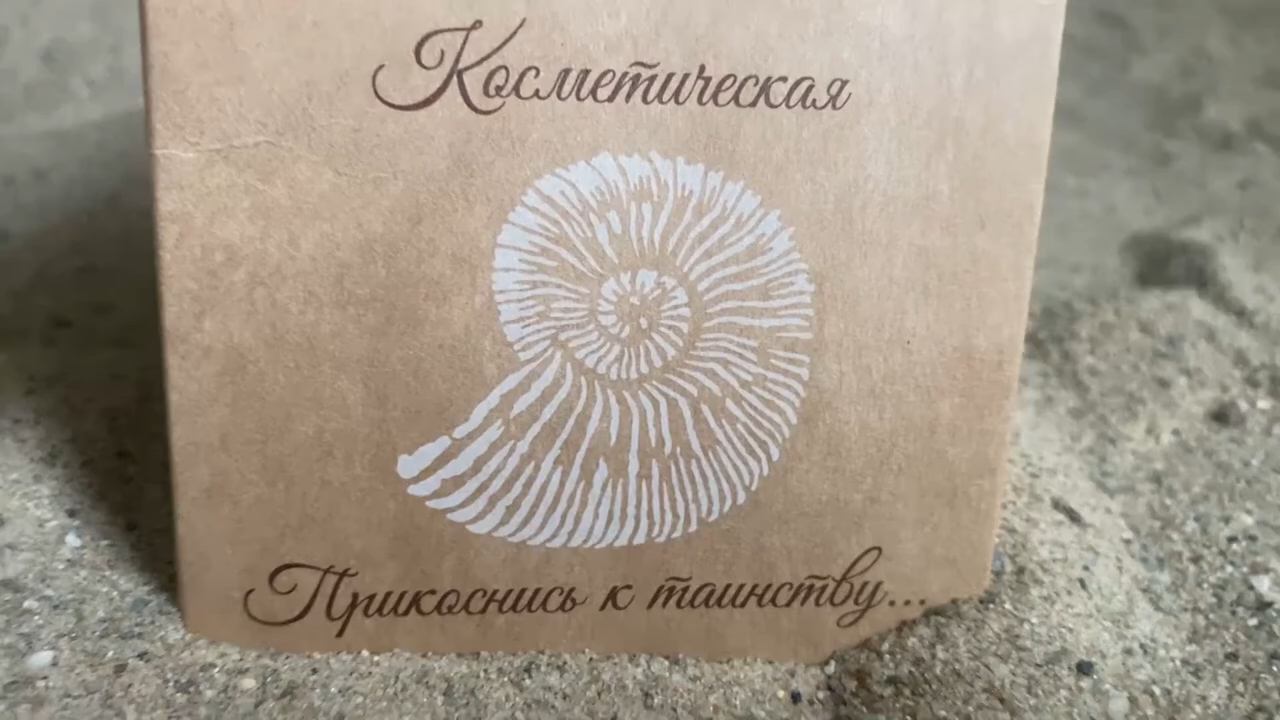 Косметическая
Прикоснись к таинству...